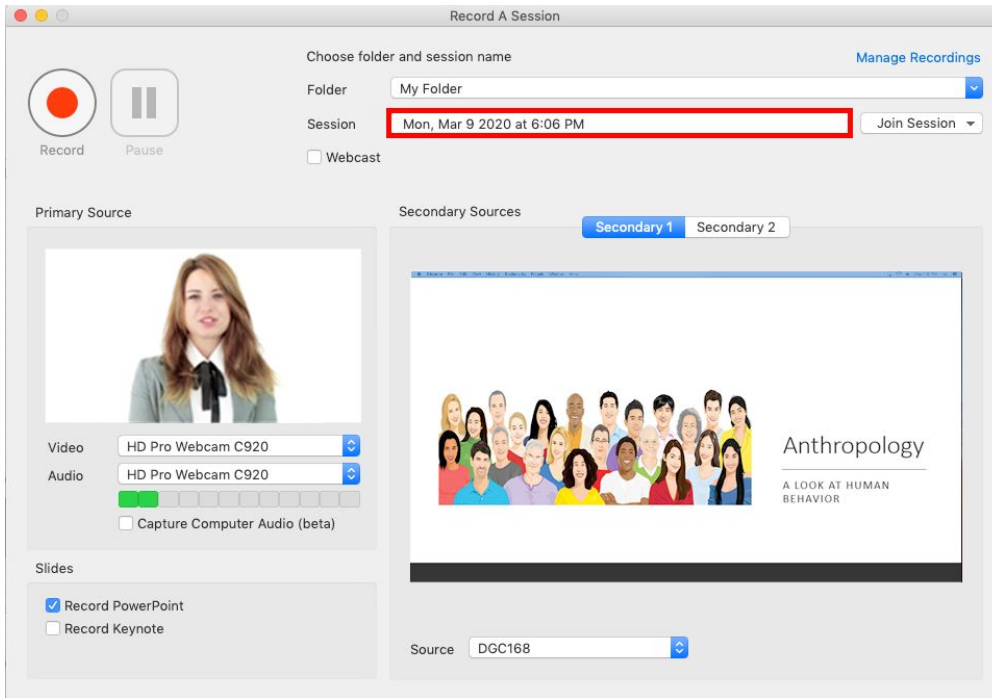 Record A Session
Choose folder and session name
Manage Recordings
Folder
My Folder
Session
Mon, Mar 9 2020 at 6:06 PM
Join Session
Record
Pause
Webcast
Primary Source
Secondary Sources
Secondary 1
Secondary 2
Anthropology
A LOOK AT HUMAN
BEHAVIOR
Video
HD Pro Webcam C920
Audio
HD Pro Webcam C920
Capture Computer Audio (beta)
Slides
Record PowerPoint
Record Keynote
Source
DGC168